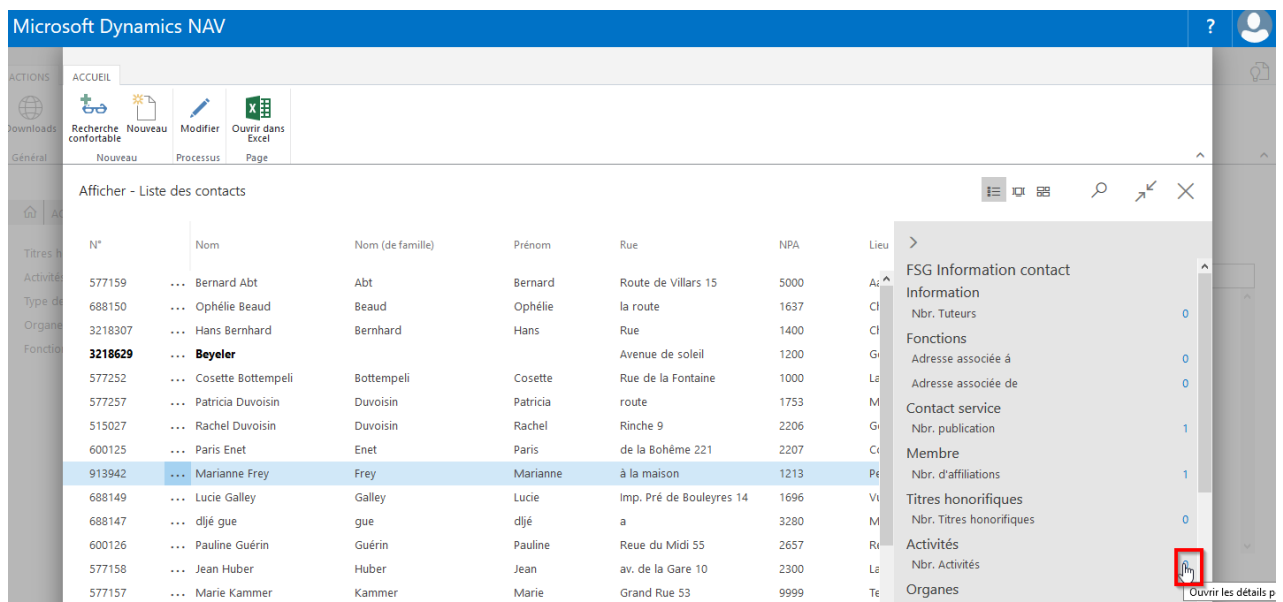 Microsoft Dynamics NAV ?
ACTIONS ACCUEIL
Downloads Recherche confortable Nouveau Modifier Ouvrir dans Excel
Général Nouveau Processus Page
Afficher - Liste des contacts
N° Nom Nom (de famille) Prénom Rue NPA Lieu
577159 ... Bernard Abt Abt Bernard Route de Villars 15 5000
688150 ... Ophélie Beaud Beaud Ophélie la route 1637
3218307 ... Hans Bernhard Bernhard Hans Rue 1400
3218629 ... Beyeler Avenue de soleil 1200
577252 ... Cosette Bottempeli Bottempeli Cosette Rue de la Fontaine 1000
577257 ... Patricia Duvoisin Duvoisin Patricia route 1753
515027 ... Rachel Duvoisin Duvoisin Rachel Rinche 9 2206
600125 ... Paris Enet Enet Paris de la Bohême 221 2207
913942 ... Marianne Frey Frey Marianne à la maison 1213
688149 ... Lucie Galley Galley Lucie Imp. Pré de Bouleyres 14 1696
688147 ... dljé gue gue dljé a 3280
600126 ... Pauline Guérin Guérin Pauline Reue du Midi 55 2657
577158 ... Jean Huber Huber Jean av. de la Gare 10 2300
577157 ... Marie Kammer Kammer Marie Grand Rue 53 9999
FSG Information contact
Information
Nbr. Tuteurs 0
Fonctions
Adresse associée á 0
Adresse associée de 0
Contact service
Nbr. publication 1
Membre
Nbr. d'affiliations 1
Titres honorifiques
Nbr. Titres honorifiques 0
Activités
Nbr. Activités
Organes
Ouvrir les détails p